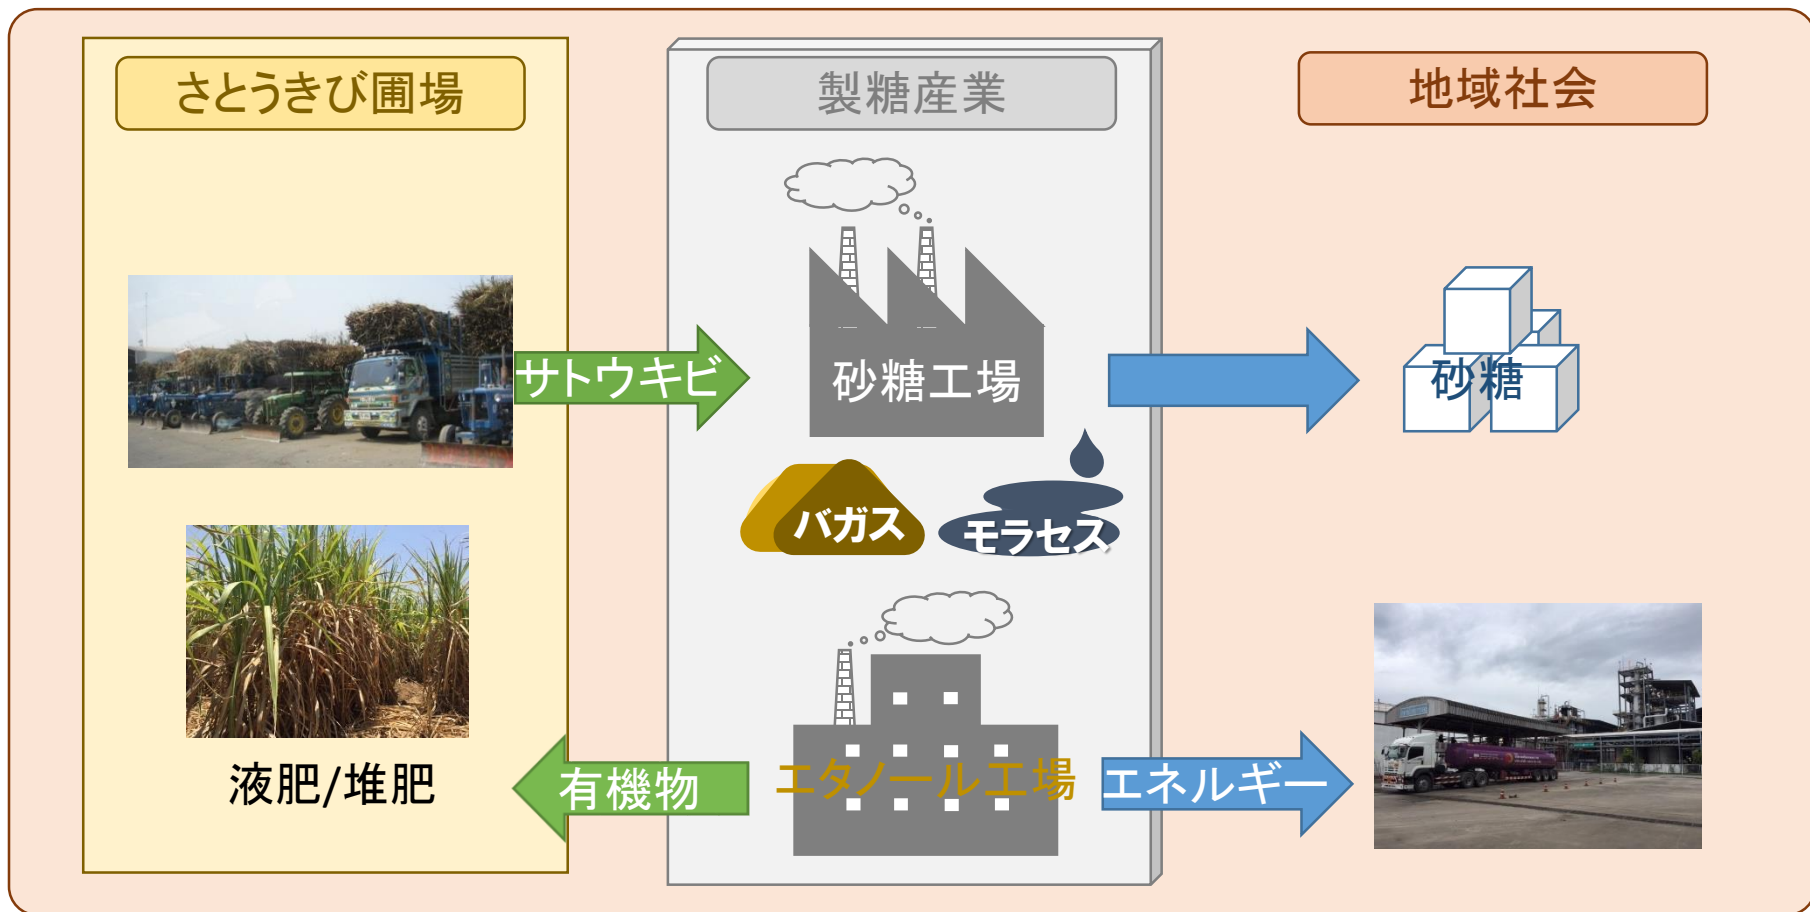 さとうきび圃場
製糖産業
地域社会
サトウキビ
砂糖工場
砂糖
バガス
モラセス
液肥/堆肥
有機物
エタノール工場
エネルギー